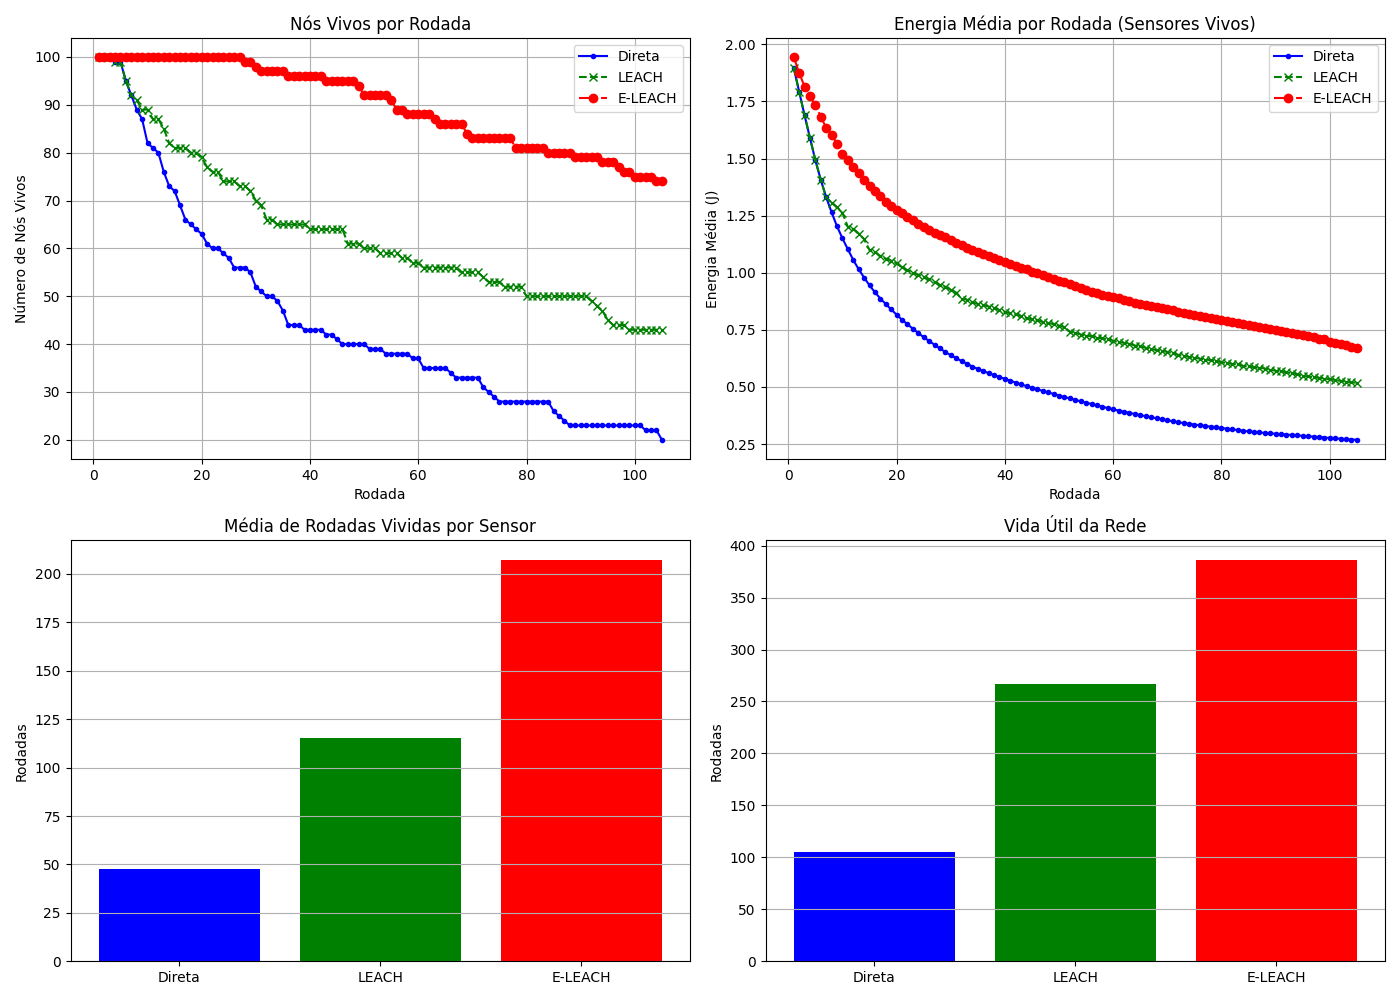 Nós Vivos por Rodada
Número de Nós Vivos
100
90
80
70
60
50
40
30
20
0 20 40 60 80 100
Rodada
Direta
LEACH
E-LEACH
Energia Média por Rodada (Sensores Vivos)
Energia Média (J)
2.00
1.75
1.50
1.25
1.00
0.75
0.50
0.25
0 20 40 60 80 100
Rodada
Direta
LEACH
E-LEACH
Média de Rodadas Vividas por Sensor
Rodadas
200
175
150
125
100
75
50
25
0
Direta LEACH E-LEACH
Vida Útil da Rede
Rodadas
400
350
300
250
200
150
100
50
0
Direta LEACH E-LEACH